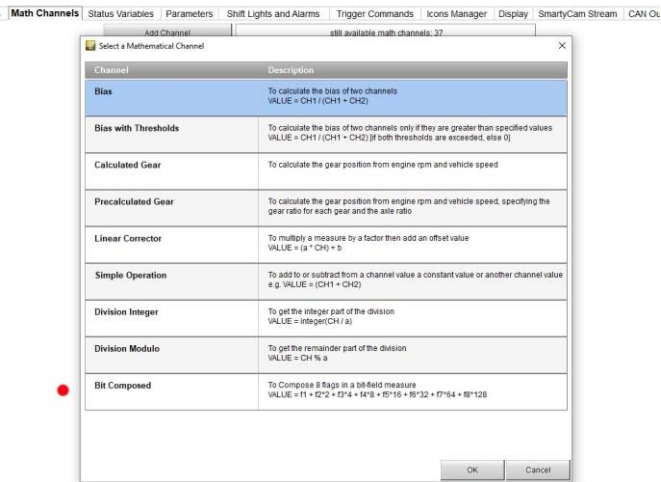 Math Channels Status Variables Parameters Shift Lights and Alarms Trigger Commands Icons Manager Display SmartyCam Stream CAN Ou
Add Channel still available math channels: 37
Select a Mathematical Channel
Channel Description
Bias To calculate the bias of two channels
VALUE = CH1 / (CH1 + CH2)
Bias with Thresholds To calculate the bias of two channels only if they are greater than specified values
VALUE = CH1 / (CH1 + CH2) [if both thresholds are exceeded, else 0]
Calculated Gear To calculate the gear position from engine rpm and vehicle speed
Precalculated Gear To calculate the gear position from engine rpm and vehicle speed, specifying the
gear ratio for each gear and the axle ratio
Linear Corrector To multiply a measure by a factor then add an offset value
VALUE = (a * CH) + b
Simple Operation To add to or subtract from a channel value a constant value or another channel value
e.g. VALUE = (CH1 + CH2)
Division Integer To get the integer part of the division
VALUE = integer(CH / a)
Division Modulo To get the remainder part of the division
VALUE = CH % a
Bit Composed To Compose 8 flags in a bit-field measure
VALUE = f1 + f2*2 + f3*4 + f4*8 + f5*16 + f6*32 + f7*64 + f8*128
OK Cancel